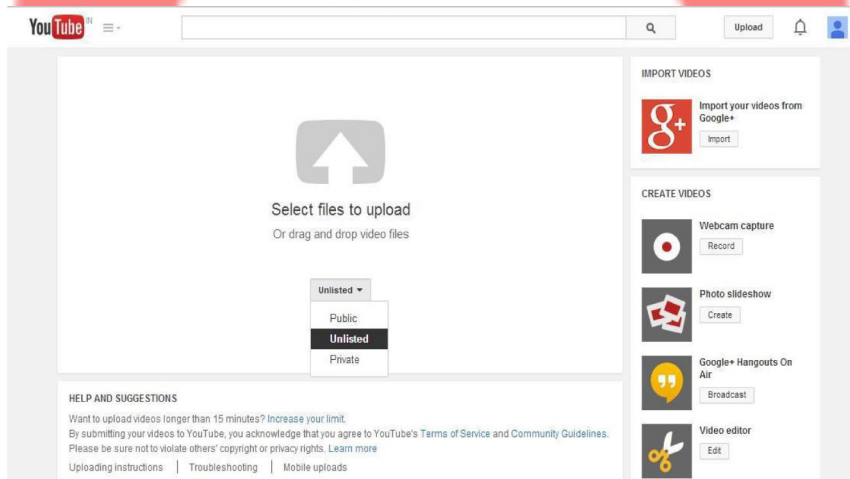 YouTube IN
Upload
Select files to upload
Or drag and drop video files
Unlisted
Public
Unlisted
Private
HELP AND SUGGESTIONS
Want to upload videos longer than 15 minutes? Increase your limit.
By submitting your videos to YouTube, you acknowledge that you agree to YouTube's Terms of Service and Community Guidelines.
Please be sure not to violate others' copyright or privacy rights. Learn more
Uploading instructions | Troubleshooting | Mobile uploads
IMPORT VIDEOS
g+
Import your videos from
Google+
Import
CREATE VIDEOS
Webcam capture
Record
Photo slideshow
Create
Google+ Hangouts On
Air
Broadcast
Video editor
Edit